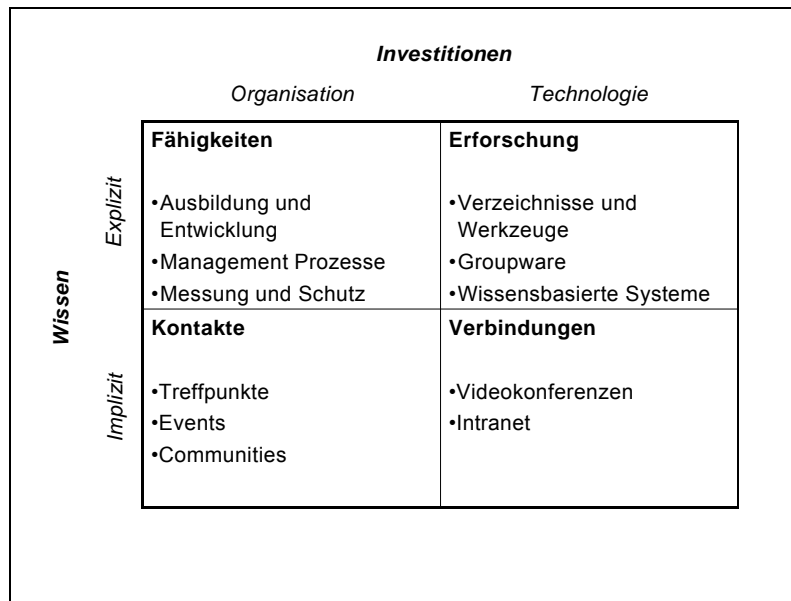 Investitionen
Organisation
Technologie
Wissen
Explizit
Fähigkeiten
•Ausbildung und
Entwicklung
•Management Prozesse
•Messung und Schutz
Erforschung
•Verzeichnisse und
Werkzeuge
•Groupware
•Wissensbasierte Systeme
Implizit
Kontakte
•Treffpunkte
•Events
•Communities
Verbindungen
•Videokonferenzen
•Intranet